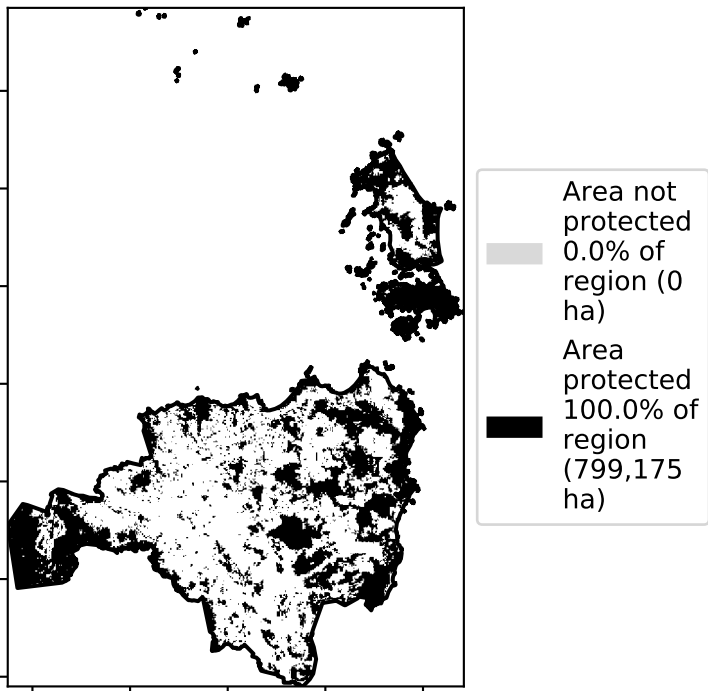 Area not
protected
0.0% of
region (0
ha)
Area
protected
100.0% of
region
(799,175
ha)